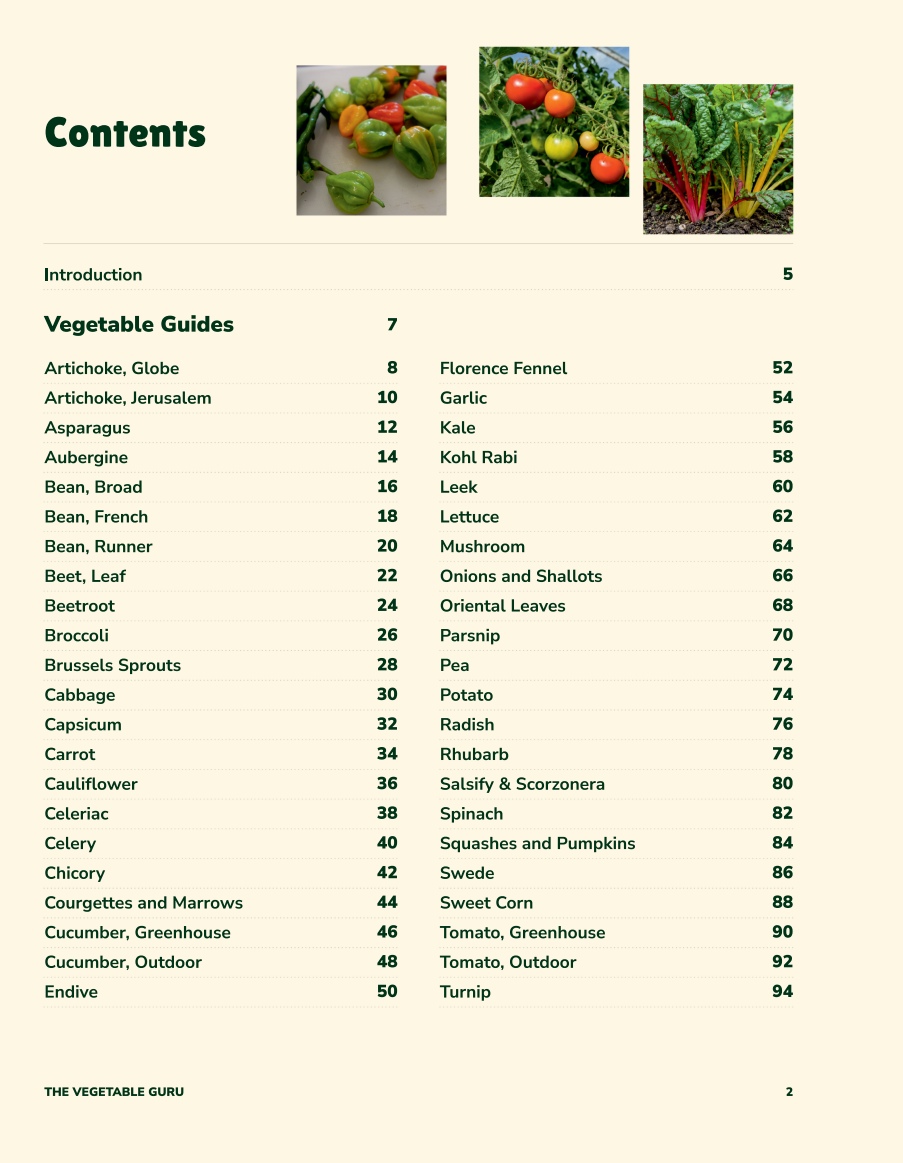 Contents
Introduction 5
Vegetable Guides 7
Artichoke, Globe 8
Artichoke, Jerusalem 10
Asparagus 12
Aubergine 14
Bean, Broad 16
Bean, French 18
Bean, Runner 20
Beet, Leaf 22
Beetroot 24
Broccoli 26
Brussels Sprouts 28
Cabbage 30
Capsicum 32
Carrot 34
Cauliflower 36
Celeriac 38
Celery 40
Chicory 42
Courgettes and Marrows 44
Cucumber, Greenhouse 46
Cucumber, Outdoor 48
Endive 50
Florence Fennel 52
Garlic 54
Kale 56
Kohl Rabi 58
Leek 60
Lettuce 62
Mushroom 64
Onions and Shallots 66
Oriental Leaves 68
Parsnip 70
Pea 72
Potato 74
Radish 76
Rhubarb 78
Salsify & Scorzonera 80
Spinach 82
Squashes and Pumpkins 84
Swede 86
Sweet Corn 88
Tomato, Greenhouse 90
Tomato, Outdoor 92
Turnip 94
THE VEGETABLE GURU 2